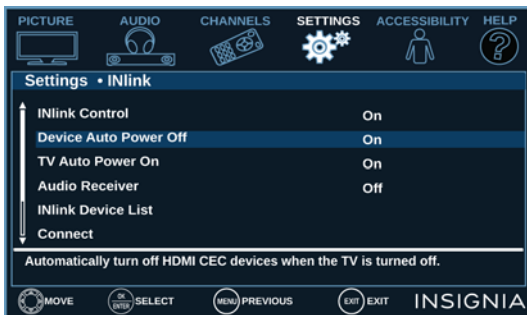 PICTURE AUDIO CHANNELS SETTINGS ACCESSIBILITY HELP
?
Settings • INlink
INlink Control On
Device Auto Power Off On
TV Auto Power On On
Audio Receiver Off
INlink Device List
Connect
Automatically turn off HDMI CEC devices when the TV is turned off.
MOVE OK ENTER SELECT MENU PREVIOUS EXIT EXIT INSIGNIA